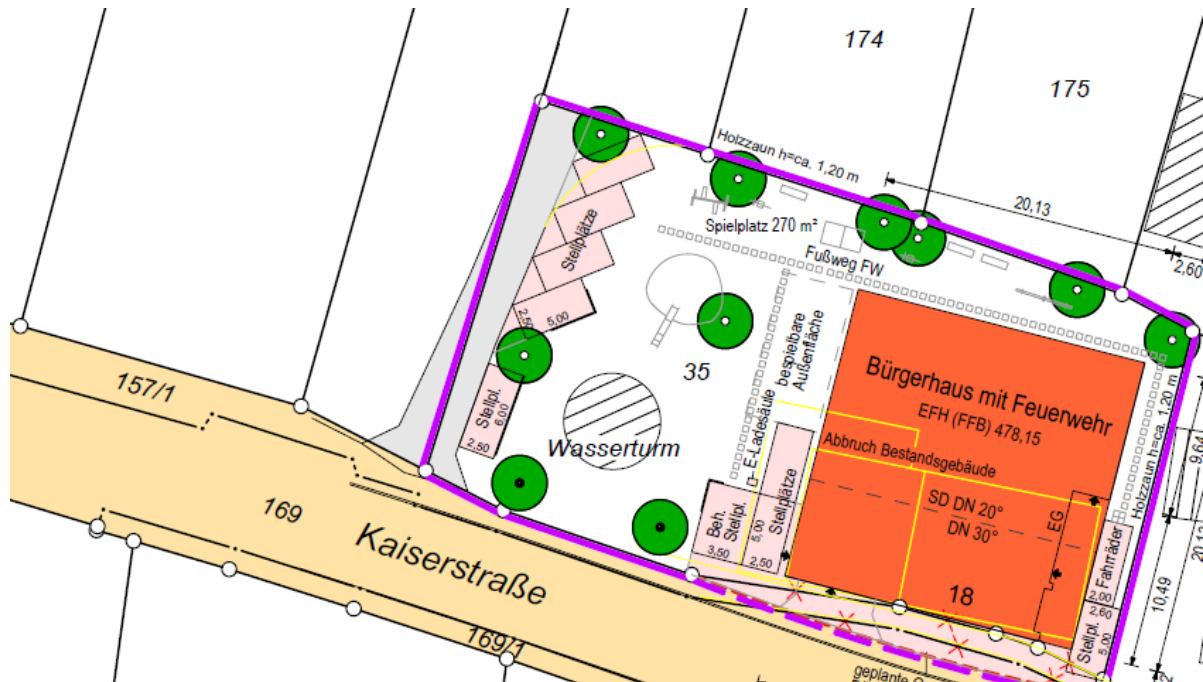 174
175
Holzzaun h=ca. 1,20 m
20,13
2,60
Spielplatz 270 m²
Fußweg FW
Stellplätze
2,50
5,00
bespielbare
Außenfläche
35
Bürgerhaus mit Feuerwehr
EFH (FFB) 478,15
157/1
Stellpl.
6,00
2,50
Wasserturm
E-Ladesäule
Abbruch Bestandsgebäude
Holzzaun h=ca. 1,20 m
9,64
SD DN 20°
DN 30°
EG
Beh.
Stellpl.
3,50
5,00
Stellplätze
2,50
Fahrräder
2,00
2,60
Stellpl.
5,00
20,13
10,49
169
Kaiserstraße
18
169/1
geplante